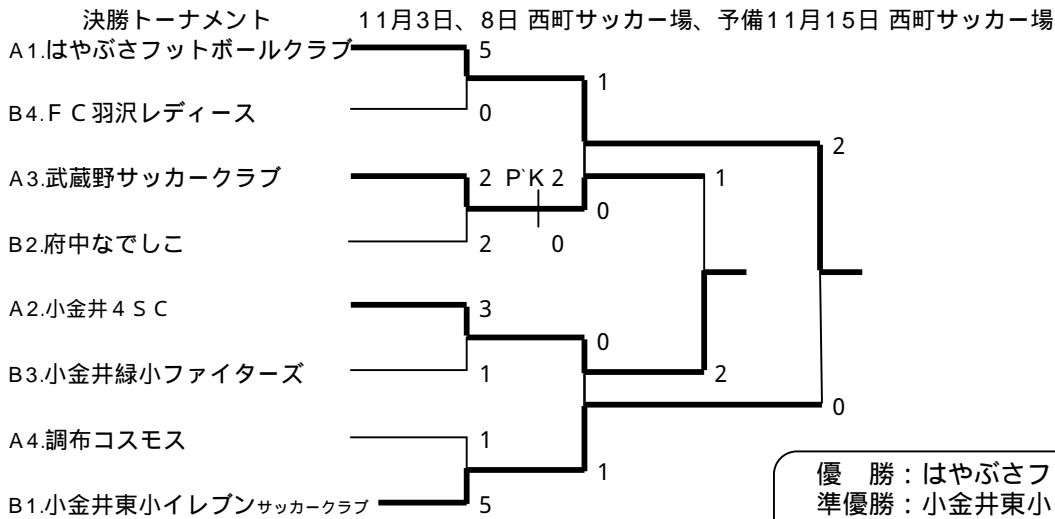 決勝トーナメント 11月3日、8日 西町サッカー場、予備11月15日 西町サッカー場
A1.はやぶさフットボールクラブ 5
1
B4.ＦＣ羽沢レディース 0
2
A3.武蔵野サッカークラブ 2 PK 2
1
0
B2.府中なでしこ 2 0
A2.小金井４ＳＣ 3
0
B3.小金井緑小ファイターズ 1
2
0
A4.調布コスモス 1
1
B1.小金井東小イレブンサッカークラブ 5
優　勝：はやぶさフ
準優勝：小金井東小